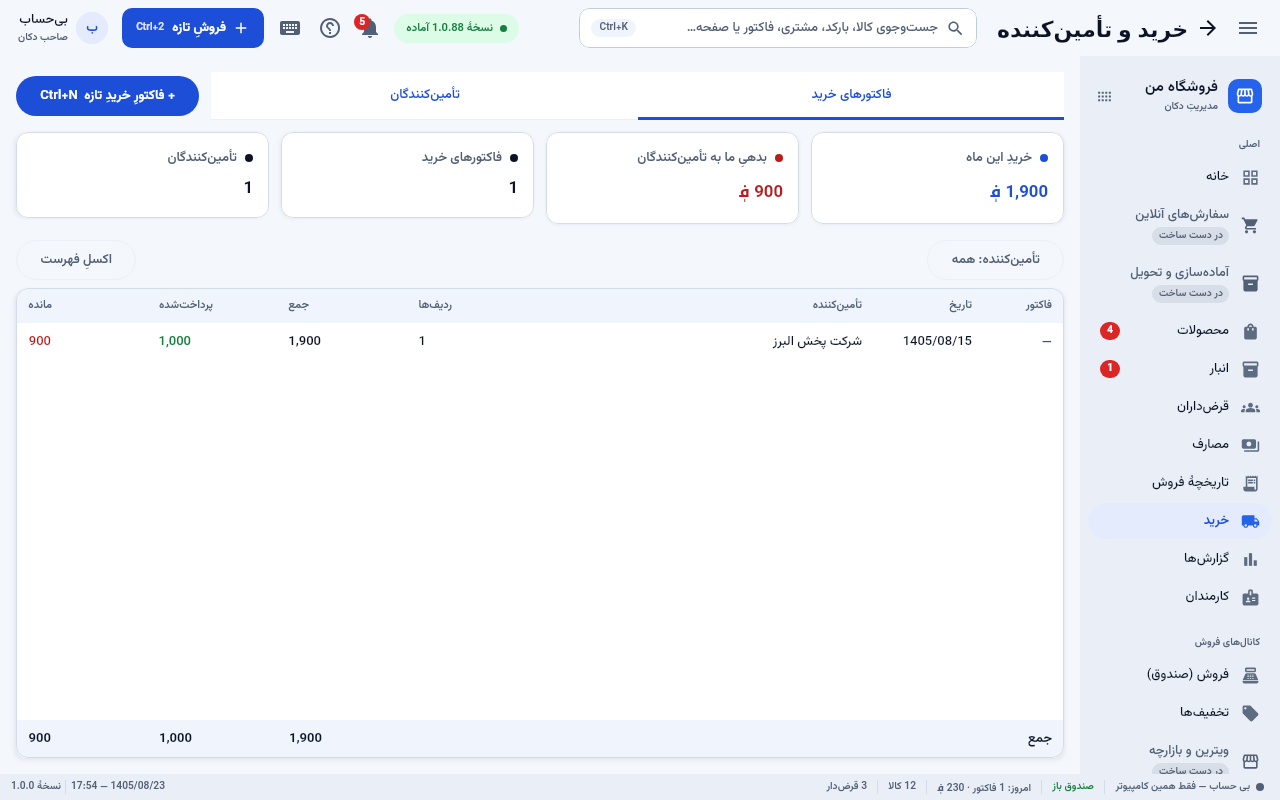 خرید و تأمین‌کننده
جست‌وجوی کالا، بارکد، مشتری، فاکتور یا صفحه...
Ctrl+K
نسخهٔ 1.0.88 آماده
5
+ فروشِ تازه Ctrl+2
ب
بی‌حساب
صاحب دکان
فروشگاه من
مدیریت دکان
اصلی
خانه
سفارش‌های آنلاین
در دست ساخت
آماده‌سازی و تحویل
در دست ساخت
محصولات
4
انبار
1
قرض‌داران
مصارف
تاریخچهٔ فروش
خرید
گزارش‌ها
کارمندان
کانال‌های فروش
فروش (صندوق)
تخفیف‌ها
ویترین و بازارچه
در دست ساخت
فاکتورهای خرید
تأمین‌کنندگان
+ فاکتورِ خریدِ تازه Ctrl+N
خریدِ این ماه
1,900 ؋
بدهیِ ما به تأمین‌کنندگان
900 ؋
فاکتورهای خرید
1
تأمین‌کنندگان
1
تأمین‌کننده: همه
اکسلِ فهرست
فاکتور تاریخ تأمین‌کننده ردیف‌ها جمع پرداخت‌شده مانده
— 1405/08/15 شرکت پخش البرز 1 1,900 1,000 900
جمع 1,900 1,000 900
بی حساب — فقط همین کامپیوتر
صندوق باز
امروز: 1 فاکتور · 230 ؋
12 کالا
3 قرض‌دار
1405/08/23 — 17:54
نسخهٔ 1.0.0